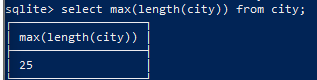 sqlite> select max(length(city)) from city;
max(length(city))
25